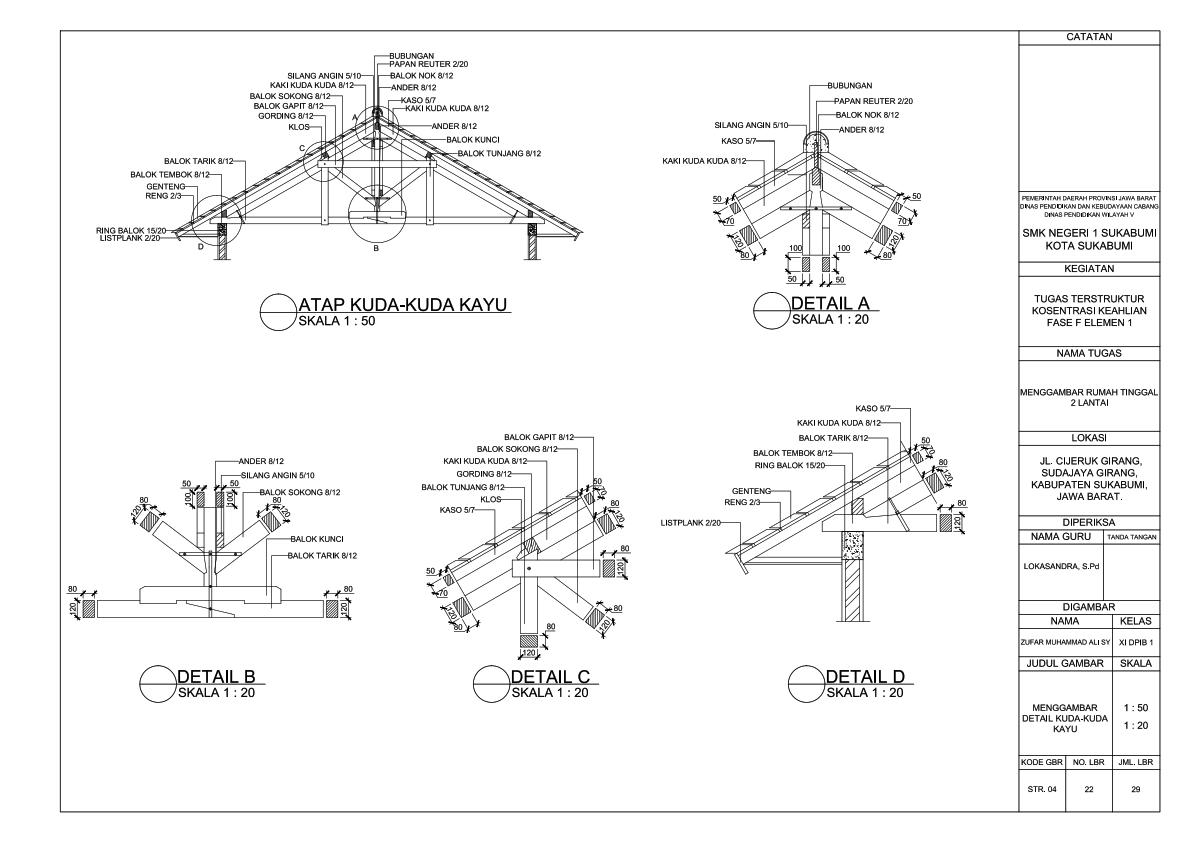 BUBUNGAN
PAPAN REUTER 2/20
SILANG ANGIN 5/10
BALOK NOK 8/12
KAKI KUDA KUDA 8/12
ANDER 8/12
BALOK SOKONG 8/12
KASO 5/7
BALOK GAPIT 8/12
KAKI KUDA KUDA 8/12
GORDING 8/12
A
KLOS
ANDER 8/12
BALOK KUNCI
C
BALOK TUNJANG 8/12
BALOK TARIK 8/12
BALOK TEMBOK 8/12
GENTENG
RENG 2/3
RING BALOK 15/20
LISTPLANK 2/20
D
B
ATAP KUDA-KUDA KAYU
SKALA 1 : 50
BUBUNGAN
PAPAN REUTER 2/20
BALOK NOK 8/12
SILANG ANGIN 5/10
ANDER 8/12
KASO 5/7
KAKI KUDA KUDA 8/12
50
50
70
70
120
120
80
80
100
100
50
50
DETAIL A
SKALA 1 : 20
ANDER 8/12
SILANG ANGIN 5/10
50
50
BALOK SOKONG 8/12
80
100
100
80
120
120
BALOK KUNCI
BALOK TARIK 8/12
80
80
120
120
DETAIL B
SKALA 1 : 20
BALOK GAPIT 8/12
BALOK SOKONG 8/12
KAKI KUDA KUDA 8/12
GORDING 8/12
BALOK TUNJANG 8/12
KLOS
KASO 5/7
50
70
80
120
80
120
50
70
120
80
80
120
80
120
DETAIL C
SKALA 1 : 20
KASO 5/7
KAKI KUDA KUDA 8/12
BALOK TARIK 8/12
BALOK TEMBOK 8/12
RING BALOK 15/20
GENTENG
RENG 2/3
LISTPLANK 2/20
50
70
80
120
80
120
DETAIL D
SKALA 1 : 20
CATATAN
PEMERINTAH DAERAH PROVINSI JAWA BARAT
DINAS PENDIDIKAN DAN KEBUDAYAAN CABANG
DINAS PENDIDIKAN WILAYAH V
SMK NEGERI 1 SUKABUMI
KOTA SUKABUMI
KEGIATAN
TUGAS TERSTRUKTUR
KOSENTRASI KEAHLIAN
FASE F ELEMEN 1
NAMA TUGAS
MENGGAMBAR RUMAH TINGGAL
2 LANTAI
LOKASI
JL. CIJERUK GIRANG,
SUDAJAYA GIRANG,
KABUPATEN SUKABUMI,
JAWA BARAT.
DIPERIKSA
NAMA GURU TANDA TANGAN
LOKASANDRA, S.Pd
DIGAMBAR
NAMA KELAS
ZUFAR MUHAMMAD ALI SY XI DPIB 1
JUDUL GAMBAR SKALA
MENGGAMBAR
DETAIL KUDA-KUDA
KAYU
1 : 50
1 : 20
KODE GBR NO. LBR JML. LBR
STR. 04 22 29